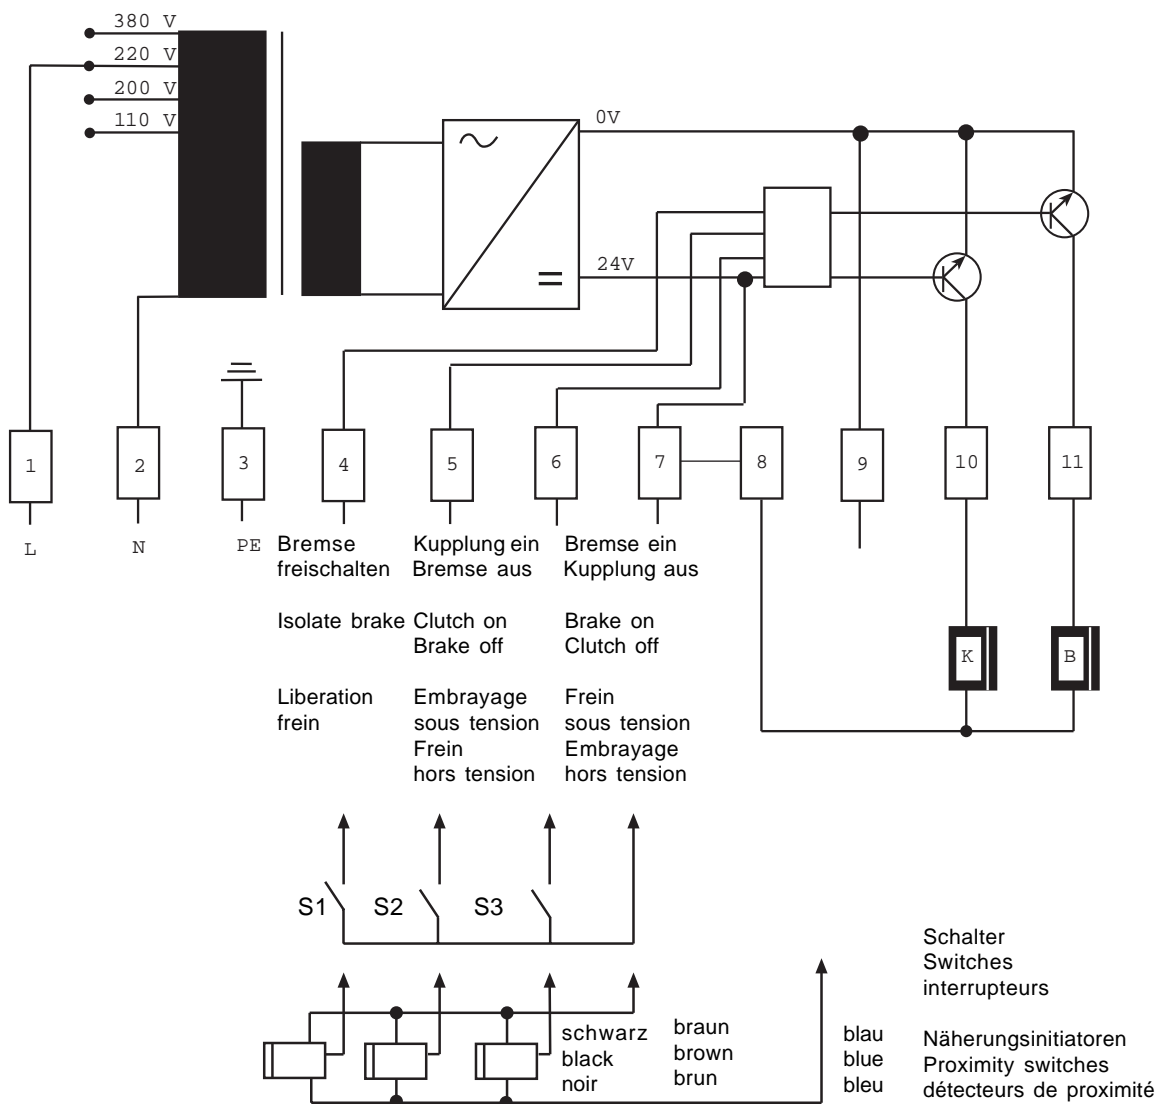 380 V
220 V
200 V
110 V
0V
24V
1
2
3
4
5
6
7
8
9
10
11
L
N
PE
Bremse
freischalten
Isolate brake
Liberation
frein
Kupplung ein
Bremse aus
Clutch on
Brake off
Embrayage
sous tension
Frein
hors tension
Bremse ein
Kupplung aus
Brake on
Clutch off
Frein
sous tension
Embrayage
hors tension
K
B
S1
S2
S3
Schalter
Switches
interrupteurs
schwarz
black
noir
braun
brown
brun
blau
blue
bleu
Näherungsinitiatoren
Proximity switches
détecteurs de proximité